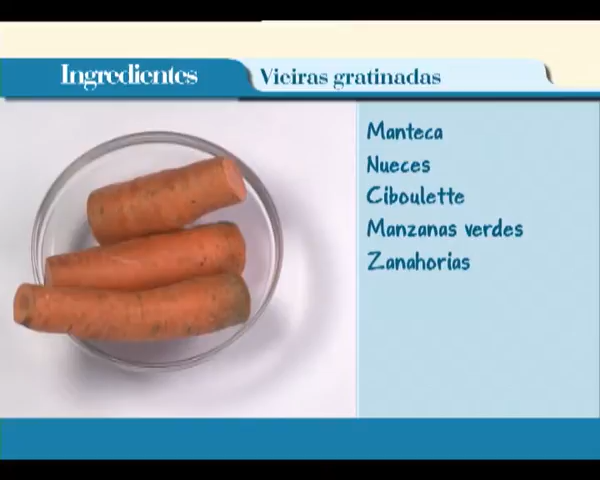 Ingredientes
Vieiras gratinadas
Manteca
Nueces
Ciboulette
Manzanas verdes
Zanahorias